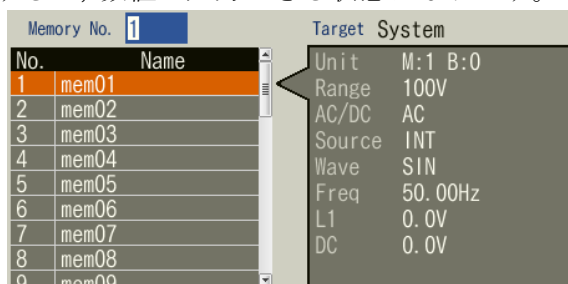 Memory No. 1
Target System
No. Name
1 mem01
2 mem02
3 mem03
4 mem04
5 mem05
6 mem06
7 mem07
8 mem08
9 mem09
Unit M:1 B:0
Range 100V
AC/DC AC
Source INT
Wave SIN
Freq 50.00Hz
L1 0.0V
DC 0.0V